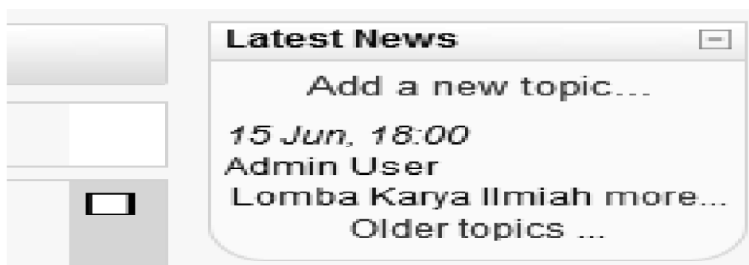 Latest News
Add a new topic...
15 Jun, 18:00
Admin User
Lomba Karya Ilmiah more...
Older topics ...